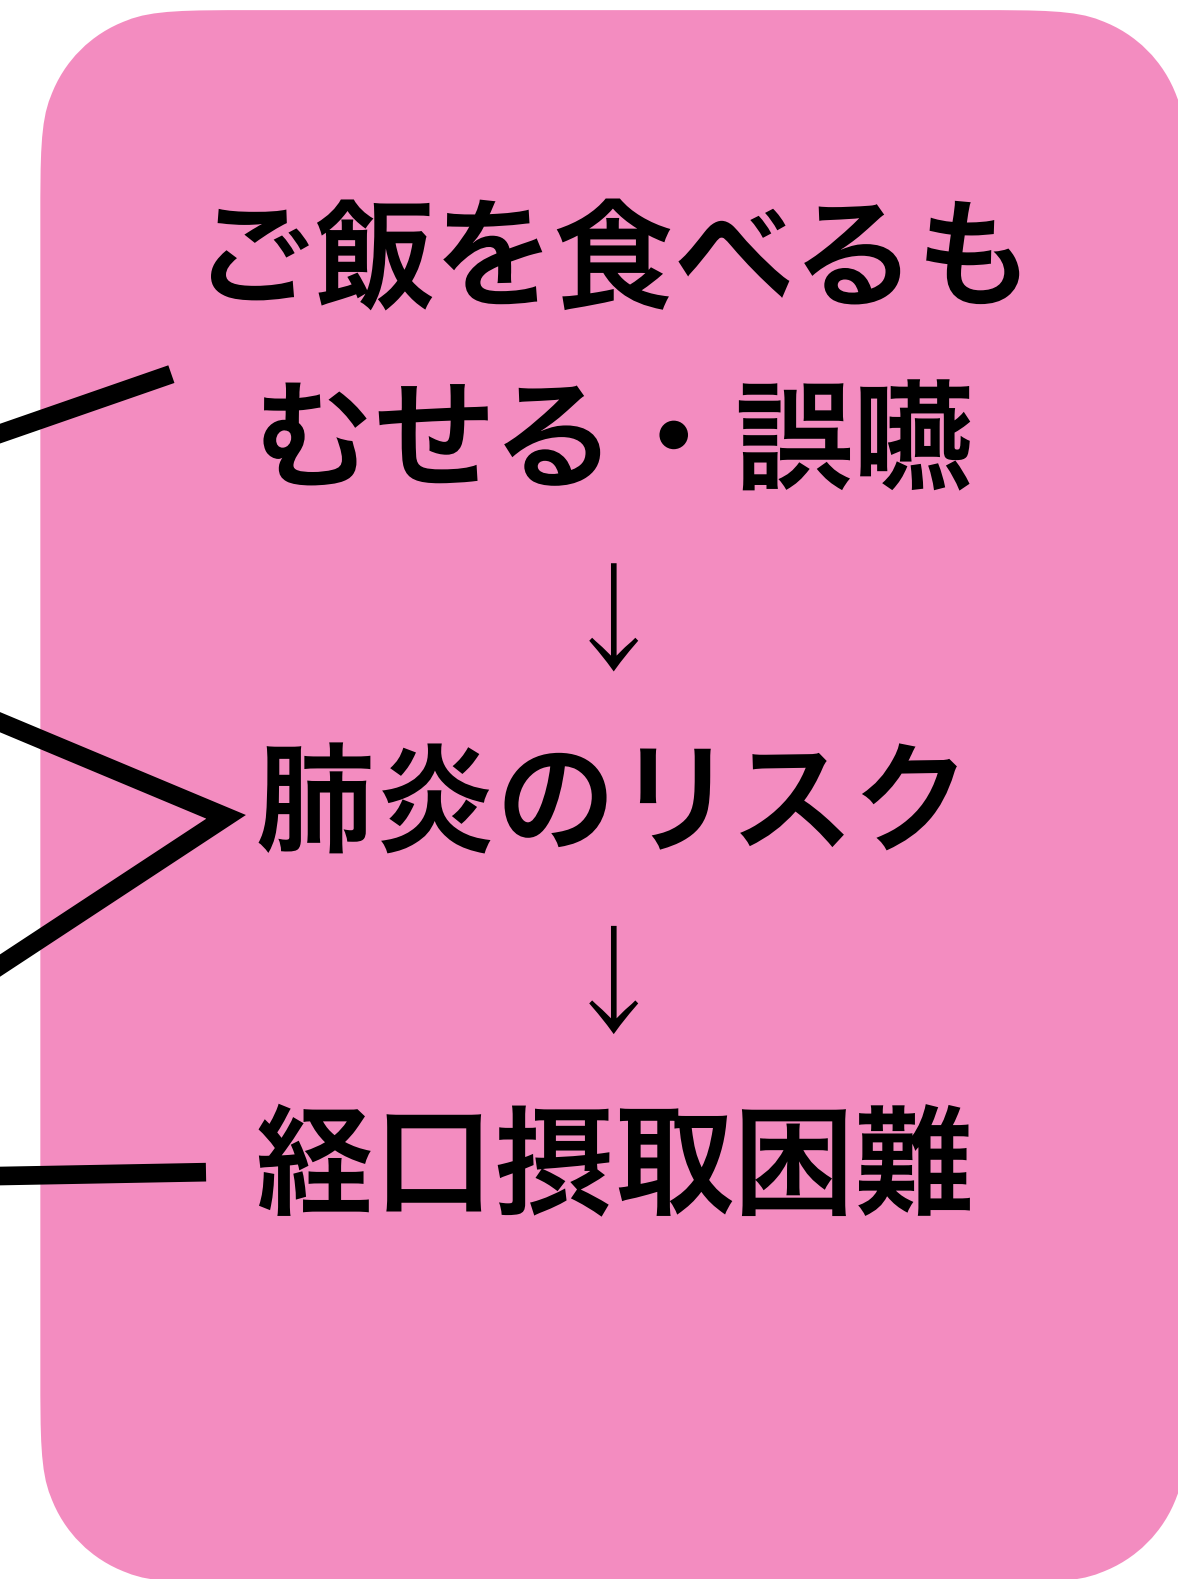 ご飯を食べるも
むせる・誤嚥
↓
肺炎のリスク
↓
経口摂取困難